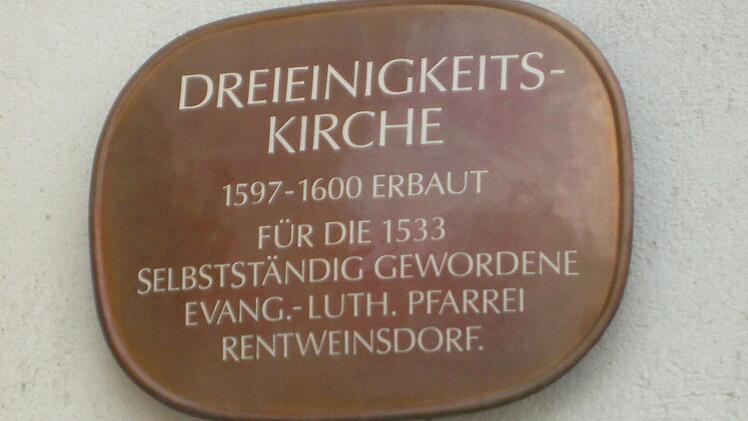 DREIEINIGKEITS-
KIRCHE
1597-1600 ERBAUT
FÜR DIE 1533
SELBSTSTÄNDIG GEWORDENE
EVANG.-LUTH. PFARREI
RENTWEINSDORF.